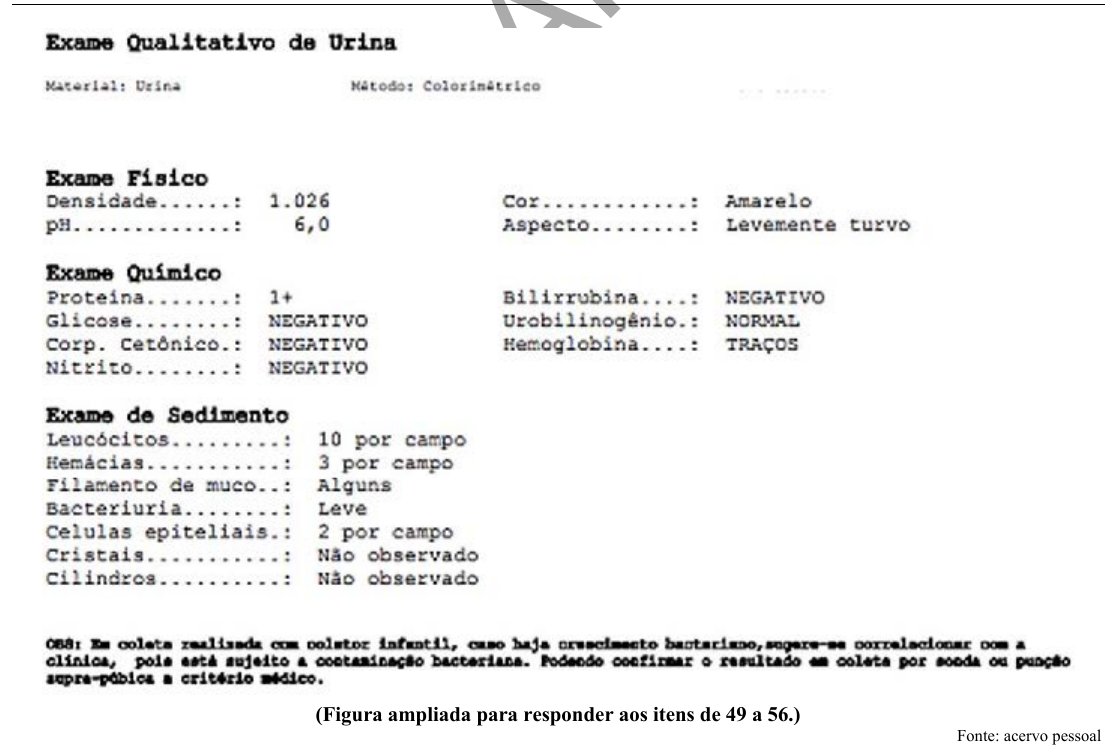 Exame Qualitativo de Urina
Material: Urina Método: Colorimétrico
Exame Físico
Densidade......: 1.026 Cor............: Amarelo
pH.............: 6,0 Aspecto........: Levemente turvo
Exame Químico
Proteína.......: 1+ Bilirrubina....: NEGATIVO
Glicose........: NEGATIVO Urobilinogênio.: NORMAL
Corp. Cetônico.: NEGATIVO Hemoglobina....: TRAÇOS
Nitrito........: NEGATIVO
Exame de Sedimento
Leucócitos.........: 10 por campo
Hemácias...........: 3 por campo
Filamento de muco..: Alguns
Bacteriuria........: Leve
Celulas epiteliais.: 2 por campo
Cristais...........: Não observado
Cilindros..........: Não observado
OBS: Em coleta realizada com coletor infantil, caso haja crescimento bacteriano,sugere-se correlacionar com a
clínica, pois está sujeito a contaminação bacteriana. Podendo confirmar o resultado em coleta por sonda ou punção
supra-púbica a critério médico.
(Figura ampliada para responder aos itens de 49 a 56.)
Fonte: acervo pessoal